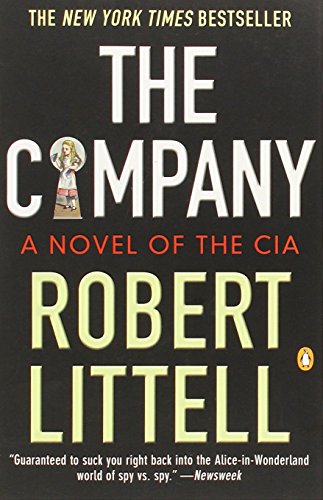 THE NEW YORK TIMES BESTSELLER
THE
COMPANY
A NOVEL OF THE CIA
ROBERT
LITTELL
“Guaranteed to suck you right back into the Alice-in-Wonderland
world of spy vs. spy.” —Newsweek